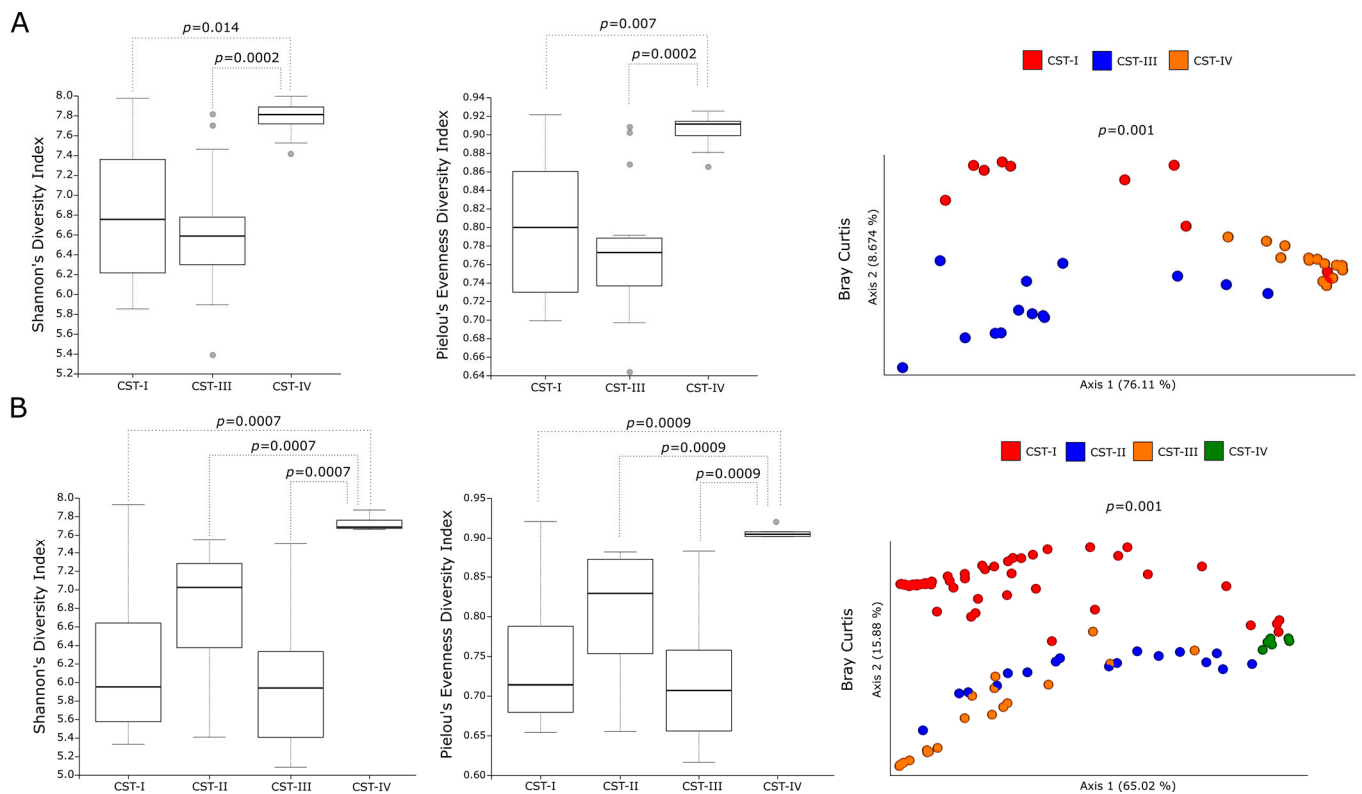 A
p=0.014
p=0.0002
Shannon's Diversity Index
8.0
7.8
7.6
7.4
7.2
7.0
6.8
6.6
6.4
6.2
6.0
5.8
5.6
5.4
5.2
CST-I CST-III CST-IV
p=0.007
p=0.0002
Pielou's Evenness Diversity Index
0.94
0.92
0.90
0.88
0.86
0.84
0.82
0.80
0.78
0.76
0.74
0.72
0.70
0.68
0.66
0.64
CST-I CST-III CST-IV
CST-I CST-III CST-IV
p=0.001
Bray Curtis
Axis 2 (8.674 %)
Axis 1 (76.11 %)
B
p=0.0007
p=0.0007
p=0.0007
Shannon's Diversity Index
8.0
7.8
7.6
7.4
7.2
7.0
6.8
6.6
6.4
6.2
6.0
5.8
5.6
5.4
5.2
5.0
CST-I CST-II CST-III CST-IV
p=0.0009
p=0.0009
p=0.0009
Pielou's Evenness Diversity Index
0.95
0.90
0.85
0.80
0.75
0.70
0.65
0.60
CST-I CST-II CST-III CST-IV
CST-I CST-II CST-III CST-IV
p=0.001
Bray Curtis
Axis 2 (15.88 %)
Axis 1 (65.02 %)